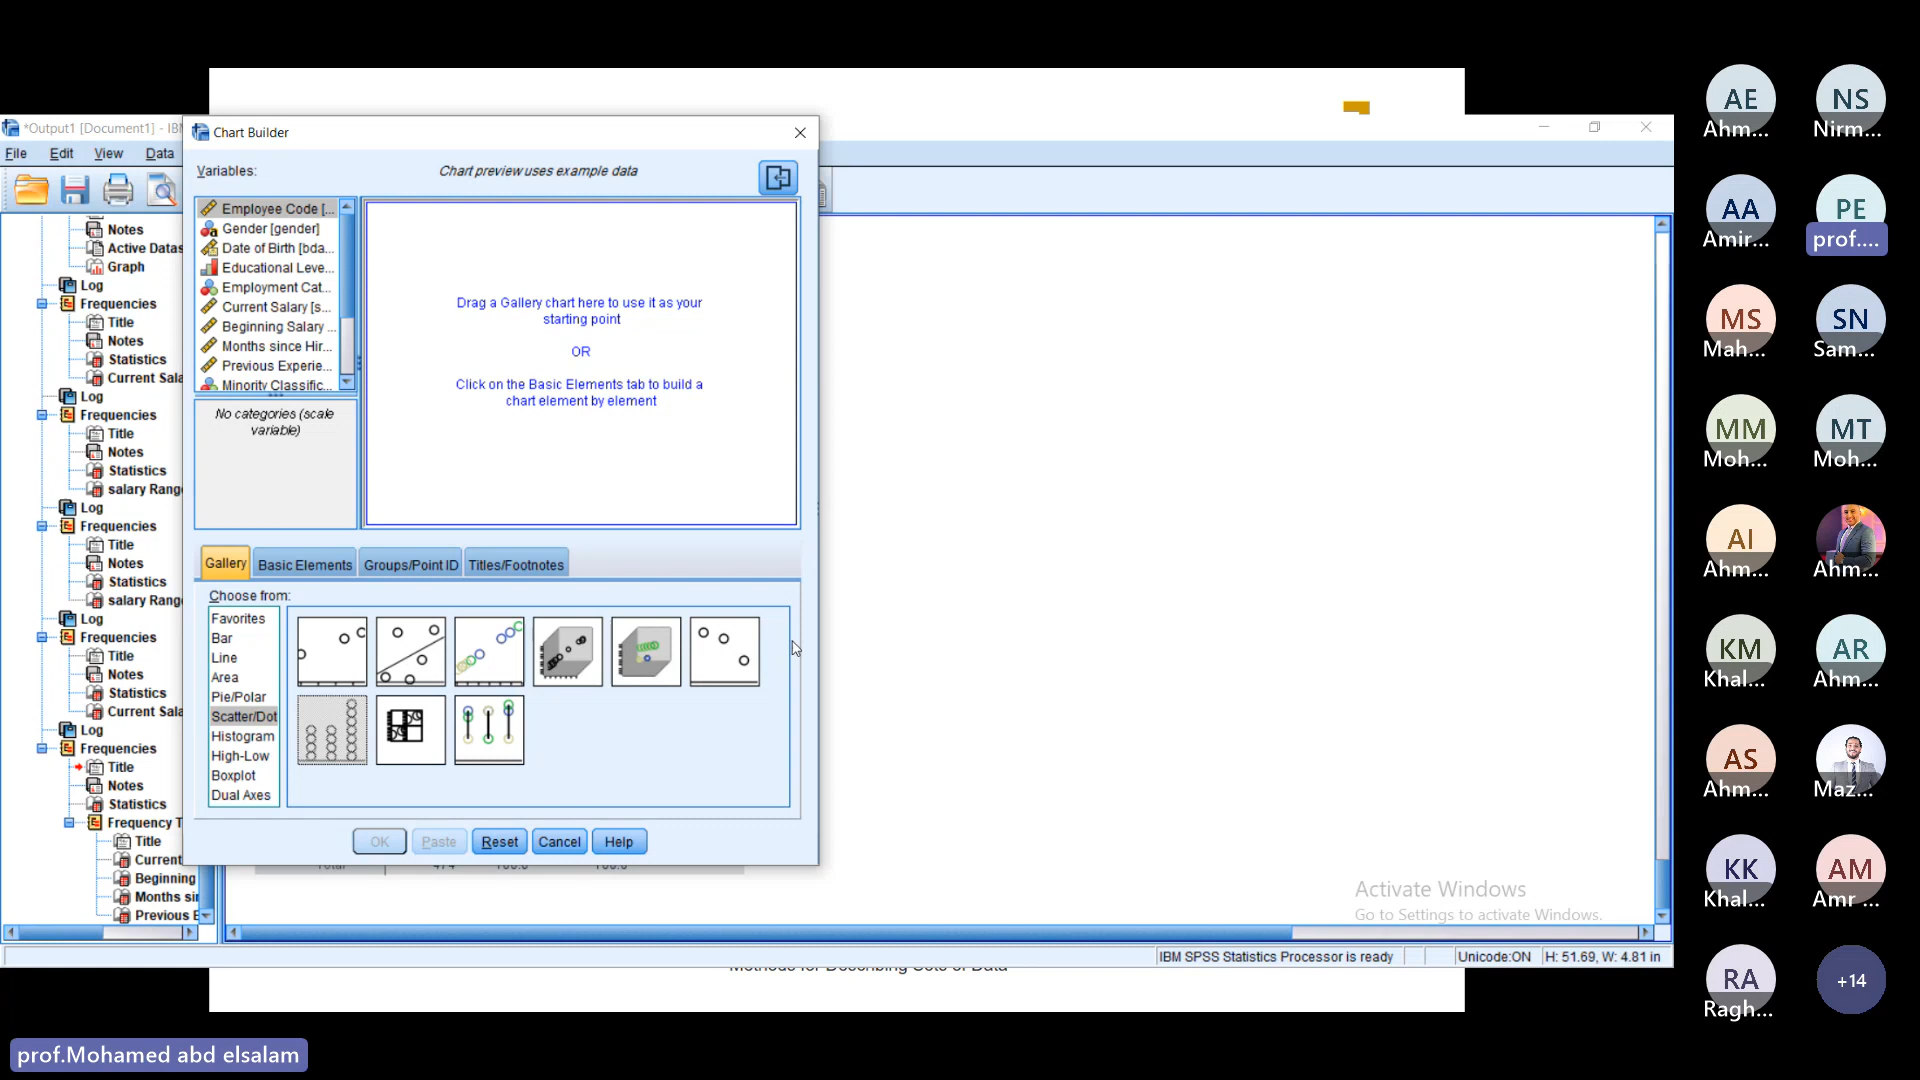 *Output1 [Document1] - IB
File Edit View Data
Chart Builder
Variables:
Chart preview uses example data
Employee Code [...
Gender [gender]
Date of Birth [bda...
Educational Leve...
Employment Cat...
Current Salary [s...
Beginning Salary ...
Months since Hir...
Previous Experie...
Minority Classific...
No categories (scale
variable)
Drag a Gallery chart here to use it as your
starting point
OR
Click on the Basic Elements tab to build a
chart element by element
Gallery Basic Elements Groups/Point ID Titles/Footnotes
Choose from:
Favorites
Bar
Line
Area
Pie/Polar
Scatter/Dot
Histogram
High-Low
Boxplot
Dual Axes
OK Paste Reset Cancel Help
Notes
Active Datas
Graph
Log
Frequencies
Title
Notes
Statistics
Current Sala
Log
Frequencies
Title
Notes
Statistics
salary Rang
Log
Frequencies
Title
Notes
Statistics
salary Rang
Log
Frequencies
Title
Notes
Statistics
Current Sala
Log
Frequencies
Title
Notes
Statistics
Frequency T
Title
Current
Beginning
Months si
Previous E
Activate Windows
Go to Settings to activate Windows.
IBM SPSS Statistics Processor is ready Unicode:ON H: 51.69, W: 4.81 in
Methods for Describing Sets of Data
AE
Ahm...
NS
Nirm...
AA
Amir...
PE
prof....
MS
Mah...
SN
Sam...
MM
Moh...
MT
Moh...
AI
Ahm...
Ahm...
KM
Khal...
AR
Ahm...
AS
Ahm...
Maz...
KK
Khal...
AM
Amr ...
RA
Ragh...
+14
prof.Mohamed abd elsalam